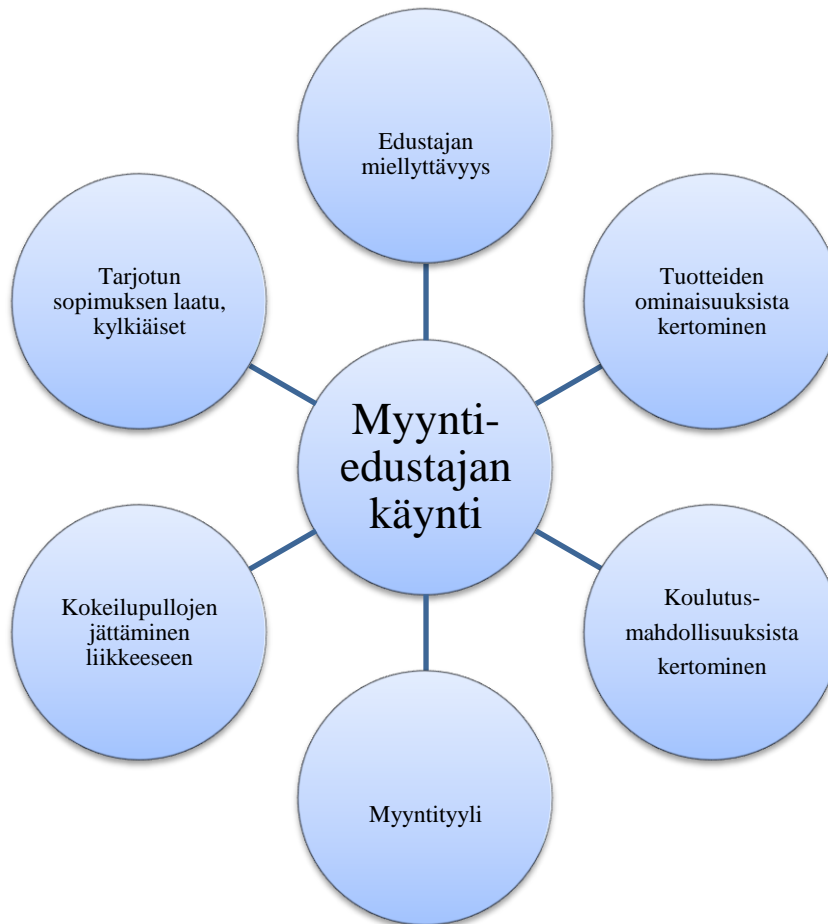 Edustajan
miellyttävyys
Tarjotun
sopimuksen laatu,
kylkiäiset
Tuotteiden
ominaisuuksista
kertominen
Myynti-
edustajan
käynti
Kokeilupullojen
jättäminen
liikkeeseen
Koulutus-
mahdollisuuksista
kertominen
Myyntityyli